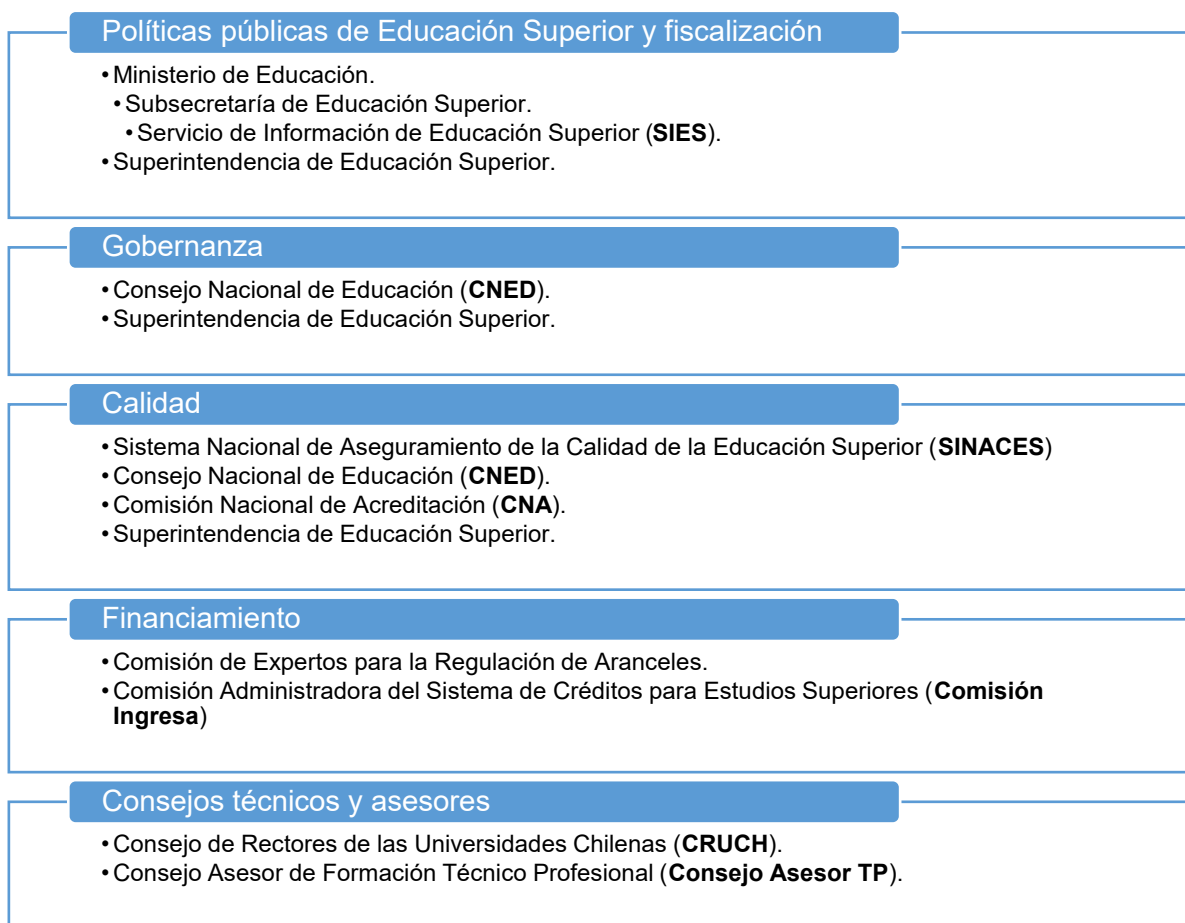 Políticas públicas de Educación Superior y fiscalización
• Ministerio de Educación.
• Subsecretaría de Educación Superior.
• Servicio de Información de Educación Superior (SIES).
• Superintendencia de Educación Superior.
Gobernanza
• Consejo Nacional de Educación (CNED).
• Superintendencia de Educación Superior.
Calidad
• Sistema Nacional de Aseguramiento de la Calidad de la Educación Superior (SINACES)
• Consejo Nacional de Educación (CNED).
• Comisión Nacional de Acreditación (CNA).
• Superintendencia de Educación Superior.
Financiamiento
• Comisión de Expertos para la Regulación de Aranceles.
• Comisión Administradora del Sistema de Créditos para Estudios Superiores (Comisión
Ingresa)
Consejos técnicos y asesores
• Consejo de Rectores de las Universidades Chilenas (CRUCH).
• Consejo Asesor de Formación Técnico Profesional (Consejo Asesor TP).